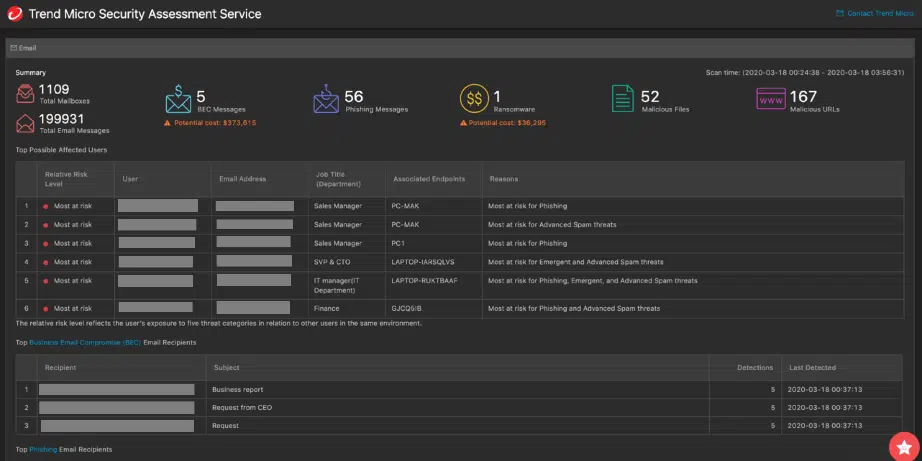 Trend Micro Security Assessment Service
Contact Trend Micro
Email
Summary
Scan time: (2020-03-18 00:24:38 - 2020-03-18 03:56:31)
1109
Total Mailboxes
199931
Total Email Messages
5
BEC Messages
Potential cost: $373,615
56
Phishing Messages
$$
1
Ransomware
Potential cost: $36,295
52
Malicious Files
www
167
Malicious URLs
Top Possible Affected Users
Relative Risk Level User Email Address Job Title (Department) Associated Endpoints Reasons
1 Most at risk Sales Manager PC-MAK Most at risk for Phishing
2 Most at risk Sales Manager PC-MAK Most at risk for Advanced Spam threats
3 Most at risk Sales Manager PC1 Most at risk for Phishing
4 Most at risk SVP & CTO LAPTOP-IARSQLVS Most at risk for Emergent and Advanced Spam threats
5 Most at risk IT manager(IT Department) LAPTOP-RUKTBAAF Most at risk for Phishing, Emergent, and Advanced Spam threats
6 Most at risk Finance Most at risk for Phishing and Advanced Spam threats
The relative risk level reflects the user's exposure to five threat categories in relation to other users in the same environment.
Top Business Email Compromise (BEC) Email Recipients
Recipient Subject Detections Last Detected
1 Business report 5 2020-03-18 00:37:13
2 Request from CEO 5 2020-03-18 00:37:13
3 Request 5 2020-03-18 00:37:13
Top Phishing Email Recipients